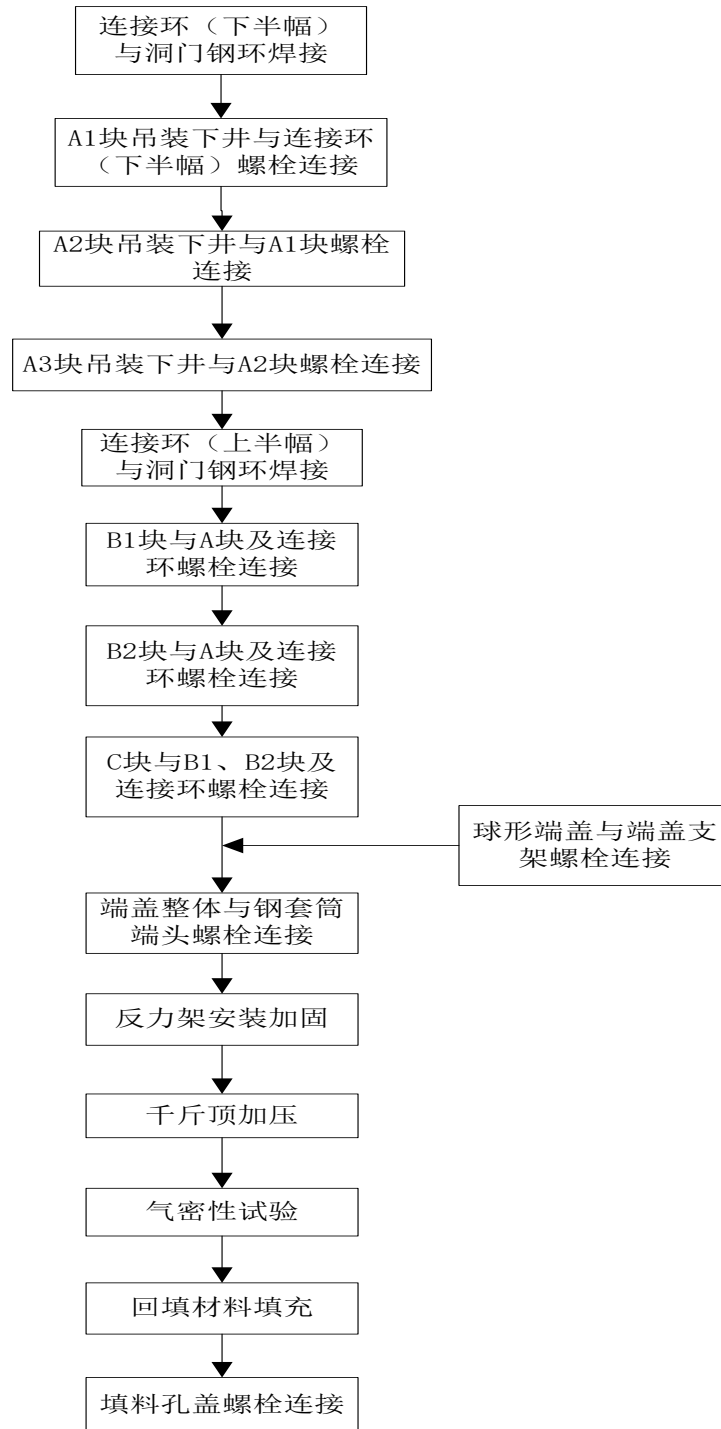 连接环（下半幅）
与洞门钢环焊接
A1块吊装下井与连接环
（下半幅）螺栓连接
A2块吊装下井与A1块螺栓
连接
A3块吊装下井与A2块螺栓连接
连接环（上半幅）
与洞门钢环焊接
B1块与A块及连接
环螺栓连接
B2块与A块及连接
环螺栓连接
C块与B1、B2块及
连接环螺栓连接
球形端盖与端盖支
架螺栓连接
端盖整体与钢套筒
端头螺栓连接
反力架安装加固
千斤顶加压
气密性试验
回填材料填充
填料孔盖螺栓连接